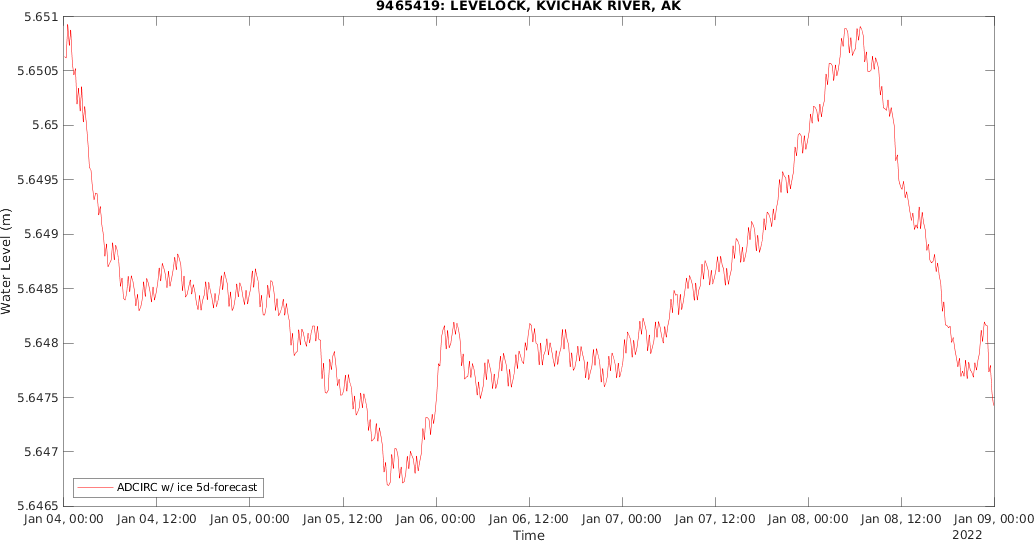 9465419: LEVELOCK, KVICHAK RIVER, AK
5.651
5.6505
5.65
5.6495
5.649
5.6485
5.648
5.6475
5.647
5.6465
Water Level (m)
ADCIRC w/ ice 5d-forecast
Jan 04, 00:00 Jan 04, 12:00 Jan 05, 00:00 Jan 05, 12:00 Jan 06, 00:00 Jan 06, 12:00 Jan 07, 00:00 Jan 07, 12:00 Jan 08, 00:00 Jan 08, 12:00 Jan 09, 00:00
Time
2022